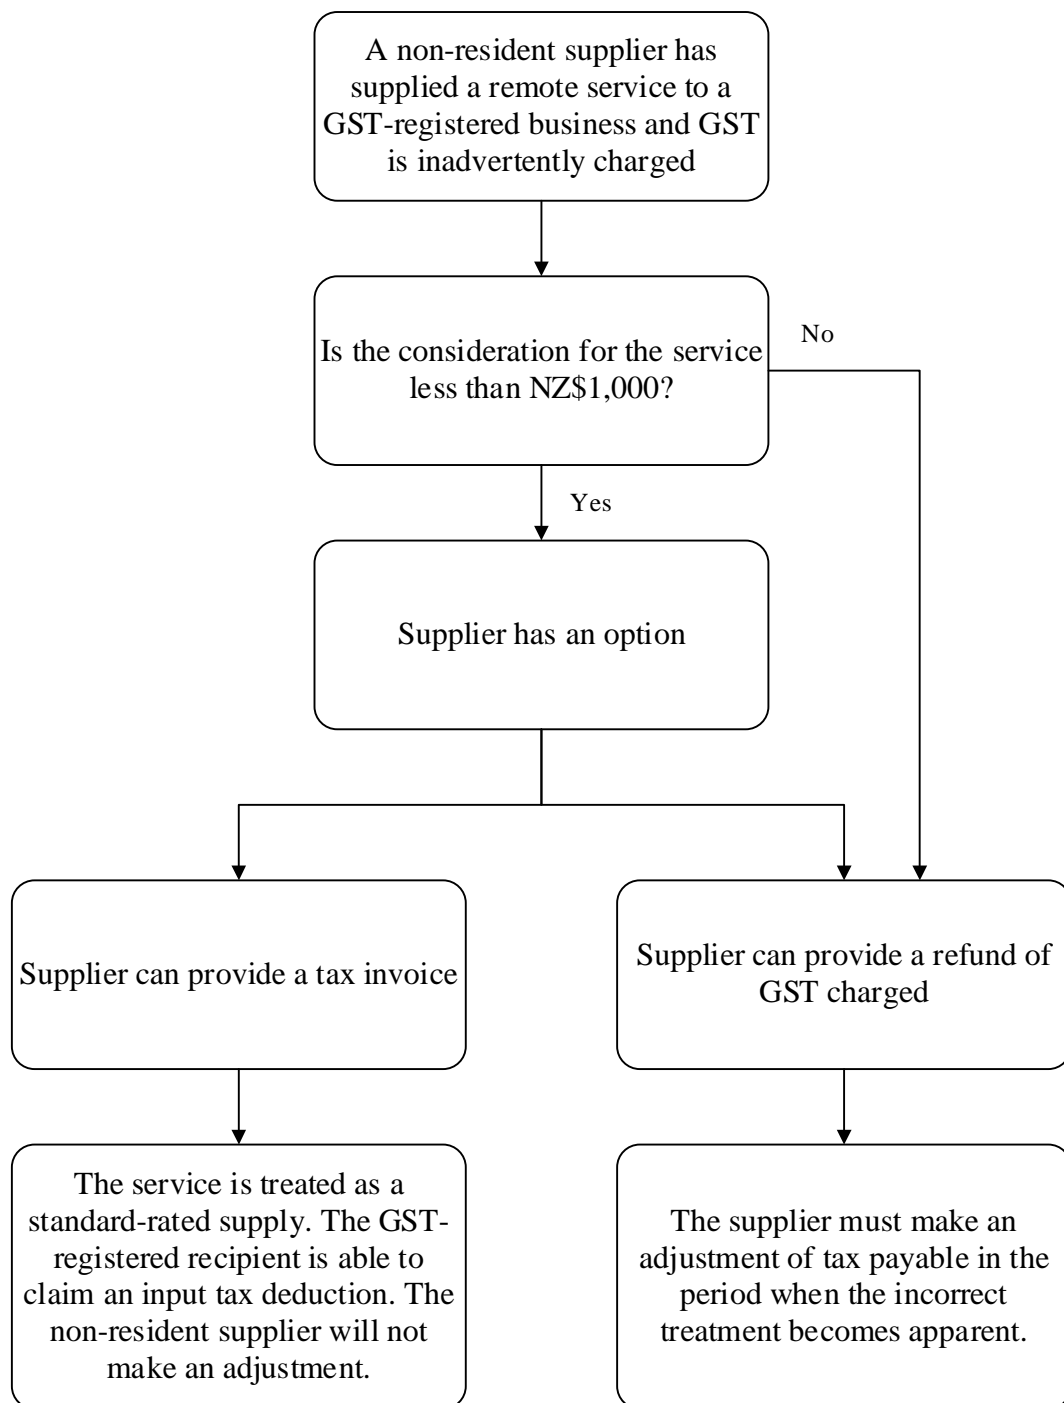 A non-resident supplier has
supplied a remote service to a
GST-registered business and GST
is inadvertently charged
Is the consideration for the service
less than NZ$1,000?
No
Yes
Supplier has an option
Supplier can provide a tax invoice
Supplier can provide a refund of
GST charged
The service is treated as a
standard-rated supply. The GST-
registered recipient is able to
claim an input tax deduction. The
non-resident supplier will not
make an adjustment.
The supplier must make an
adjustment of tax payable in the
period when the incorrect
treatment becomes apparent.